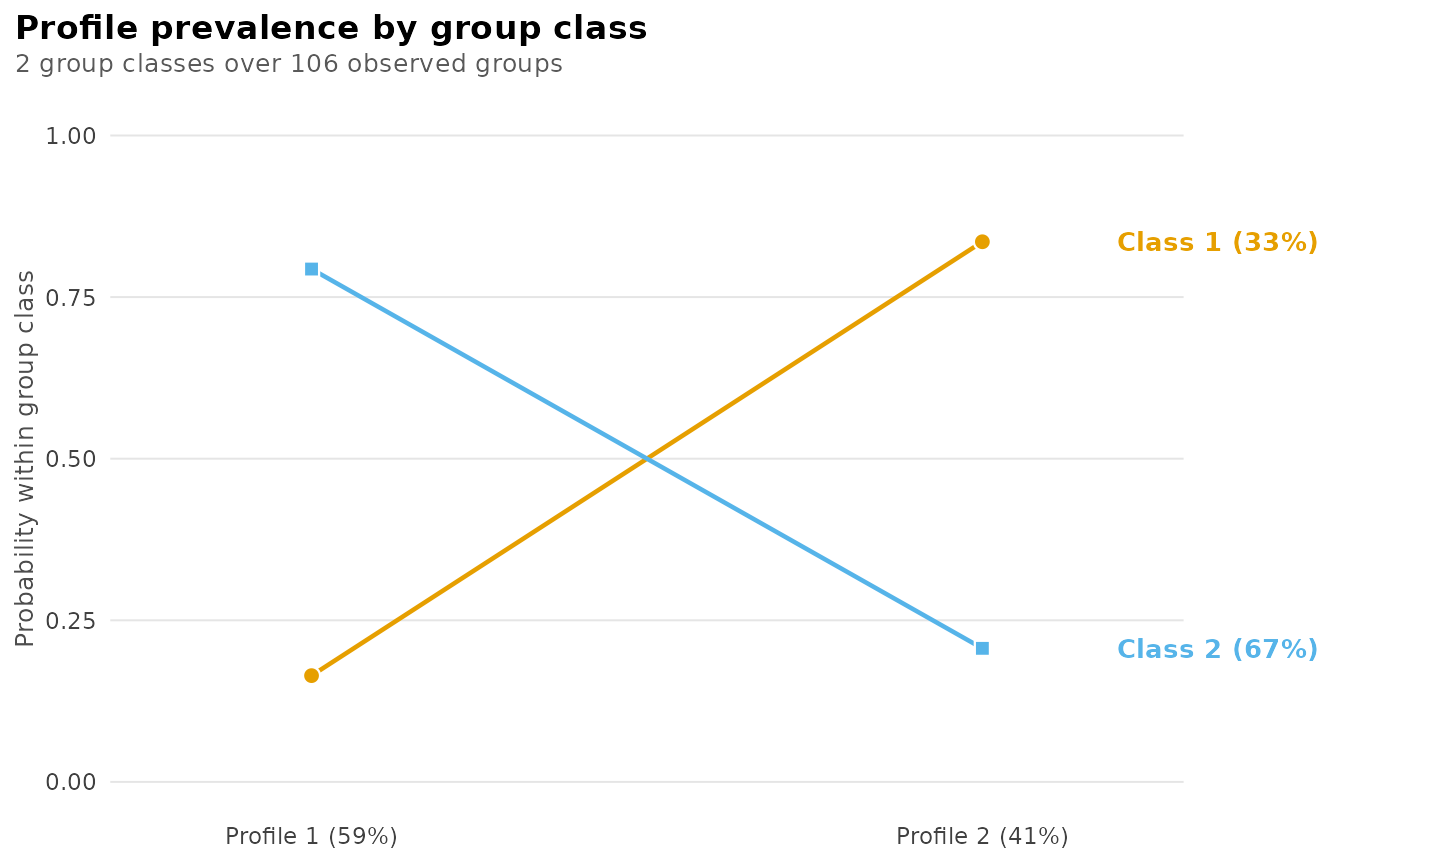 Profile prevalence by group class
2 group classes over 106 observed groups
Probability within group class
1.00
0.75
0.50
0.25
0.00
Class 1 (33%)
Class 2 (67%)
Profile 1 (59%)
Profile 2 (41%)